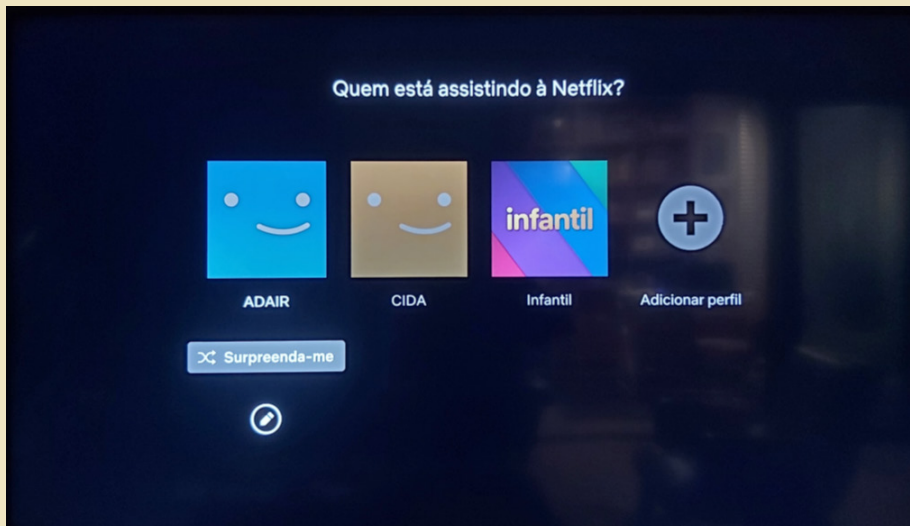 Quem está assistindo à Netflix?
infantil
ADAIR
CIDA
Infantil
Adicionar perfil
Surpreenda-me